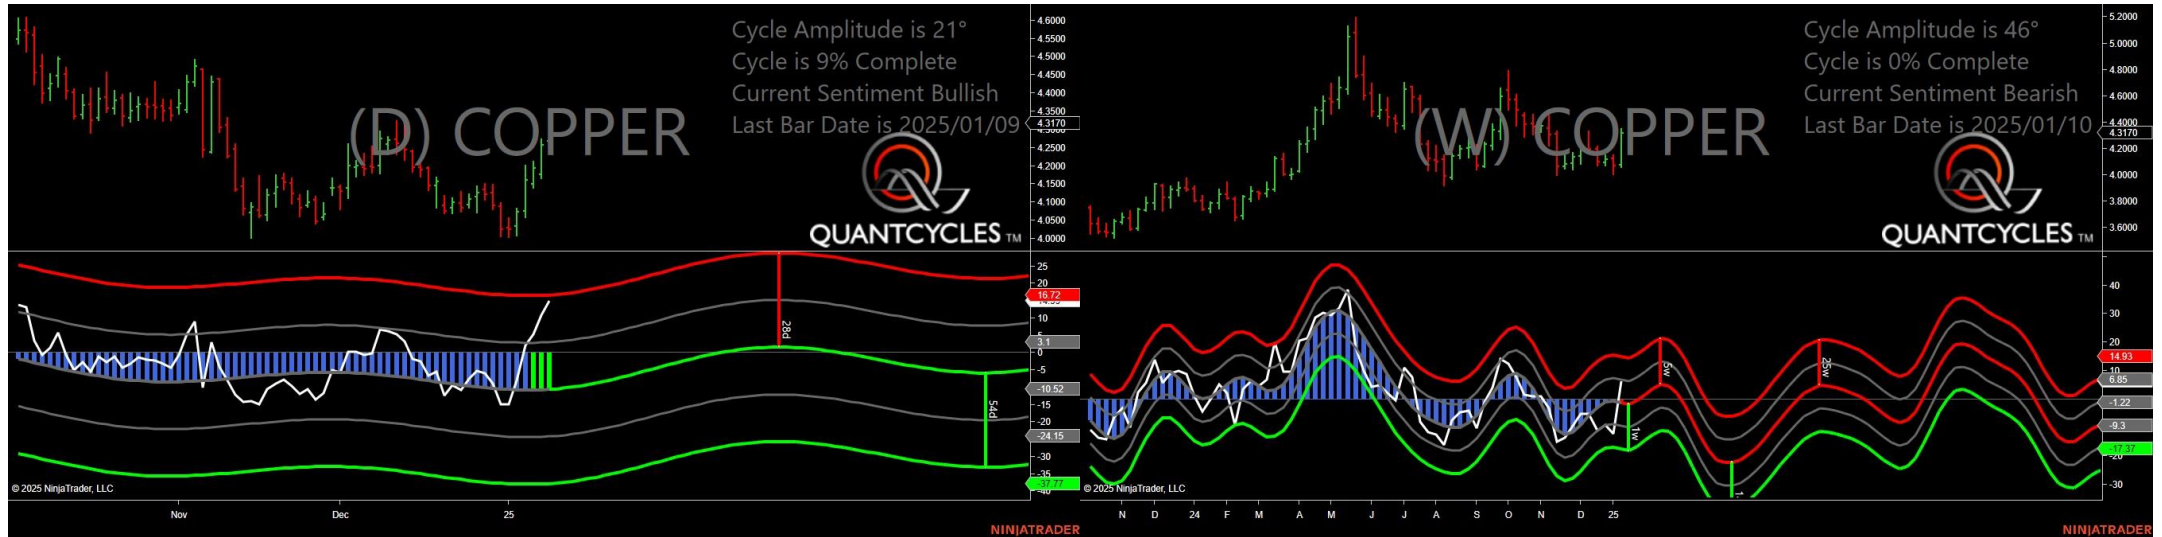 Cycle Amplitude is 21°
Cycle is 9% Complete
Current Sentiment Bullish
Last Bar Date is 2025/01/09
(D) COPPER
QUANTCYCLES TM
4.6000
4.5500
4.5000
4.4500
4.4000
4.3500
4.3170
4.2500
4.2000
4.1500
4.1000
4.0500
4.0000
25
20
16.72
10
5
3.1
0
-5
-10.52
-15
-20
-24.15
-30
-35
-37.77
28d
54d
© 2025 NinjaTrader, LLC
Nov
Dec
25
NINJATRADER
Cycle Amplitude is 46°
Cycle is 0% Complete
Current Sentiment Bearish
Last Bar Date is 2025/01/10
(W) COPPER
QUANTCYCLES TM
5.2000
5.0000
4.8000
4.6000
4.4000
4.3170
4.2000
4.0000
3.8000
3.6000
40
30
20
14.93
10
6.85
-1.22
-9.3
-17.37
-20
-30
5w
25w
1w
© 2025 NinjaTrader, LLC
N D 24 F M A M J J A S O N D 25
NINJATRADER